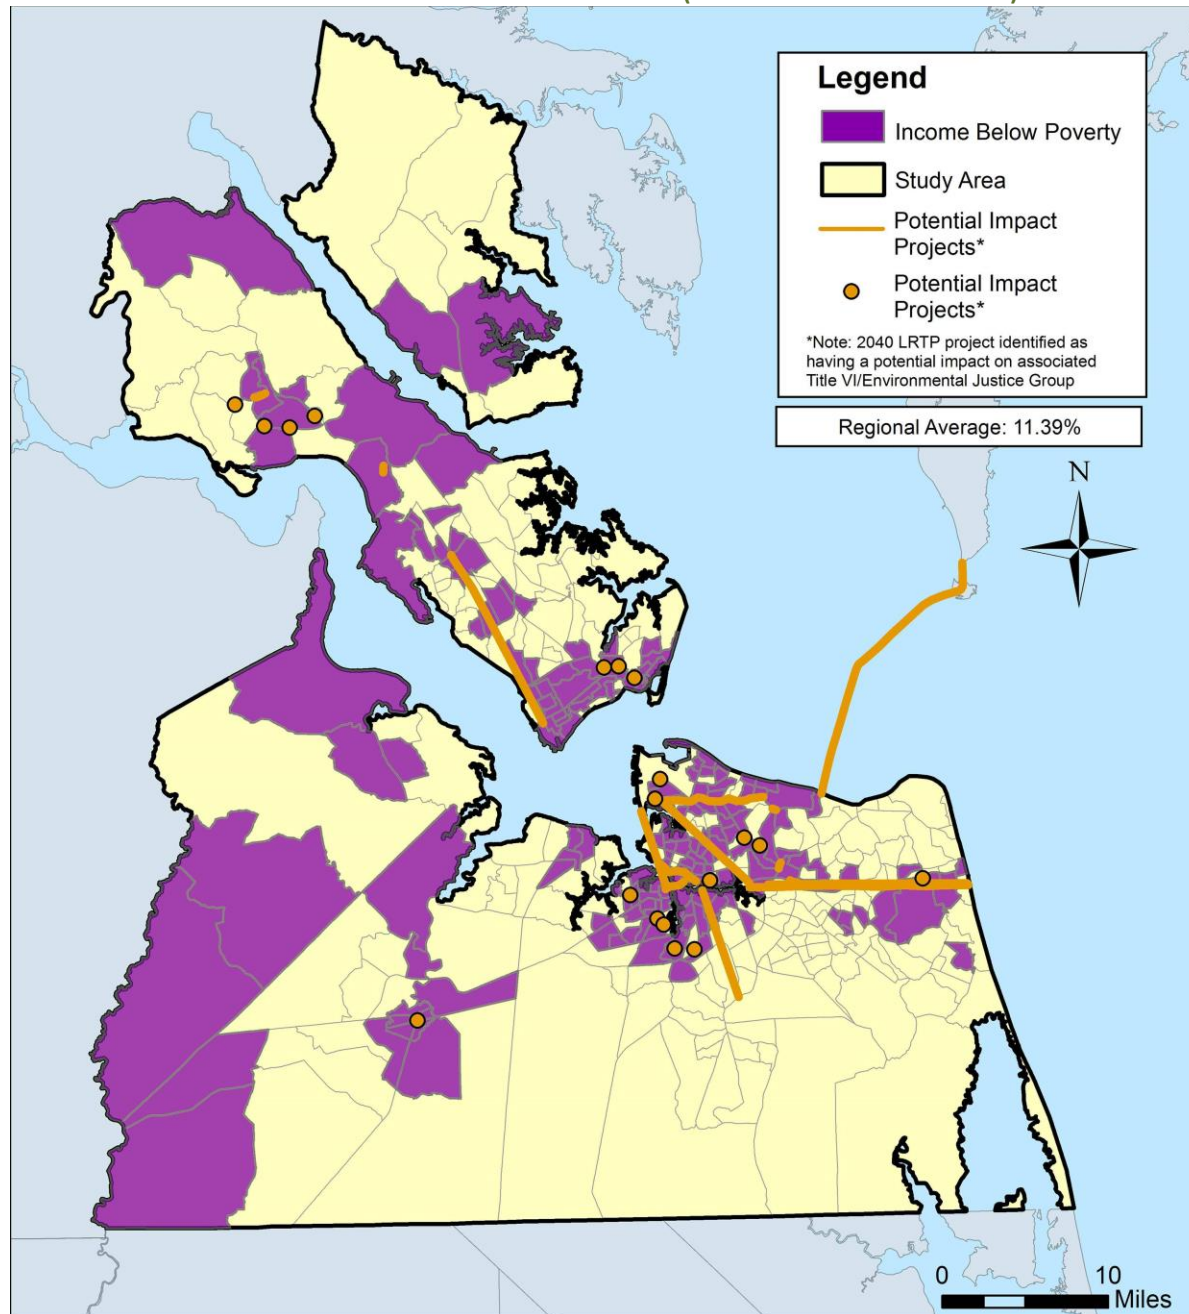 Legend
Income Below Poverty
Study Area
Potential Impact
Projects*
Potential Impact
Projects*
*Note: 2040 LRTP project identified as
having a potential impact on associated
Title VI/Environmental Justice Group
Regional Average: 11.39%
N
0 10
Miles